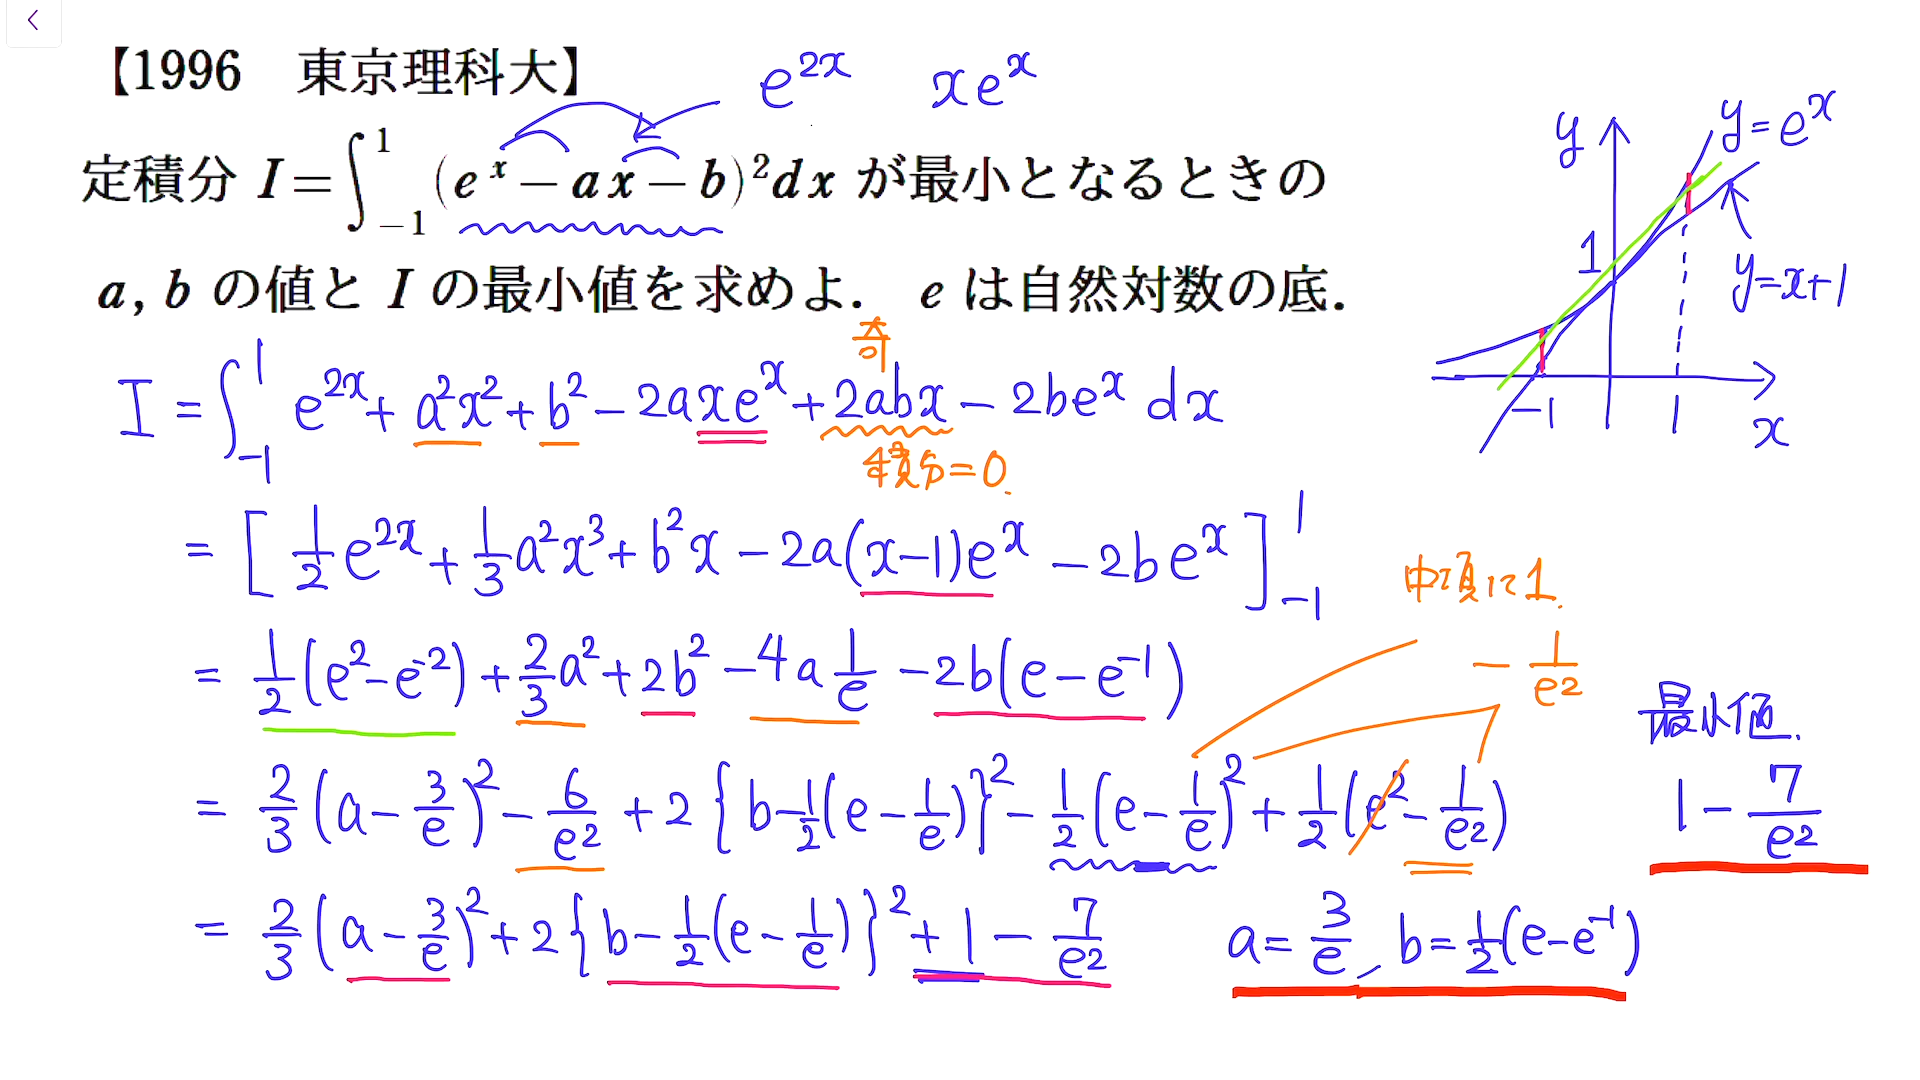 【1996 東京理科大】
e^{2x} xe^x
定積分 I=∫_{-1}^{1}(e^x-ax-b)^2dx が最小となるときの
a, b の値と I の最小値を求めよ. e は自然対数の底.
y
y=e^x
1
y=x+1
-1 1 x
奇
I=∫_{-1}^{1} e^{2x}+a^2x^2+b^2-2axe^x+2abx-2be^x dx
積分=0.
=[1/2 e^{2x}+1/3 a^2x^3+b^2x-2a(x-1)e^x-2be^x]_{-1}^{1}
中項に1.
=1/2(e^2-e^{-2})+2/3 a^2+2b^2-4a 1/e-2b(e-e^{-1})
-1/e^2
=2/3(a-3/e)^2-6/e^2+2{b-1/2(e-1/e)}^2-1/2(e-1/e)^2+1/2(e^2-1/e^2)
最小値.
1-7/e^2
=2/3(a-3/e)^2+2{b-1/2(e-1/e)}^2+1-7/e^2
a=3/e, b=1/2(e-e^{-1})